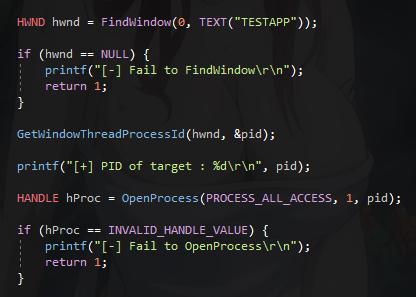 HWND hwnd = FindWindow(0, TEXT("TESTAPP"));
if (hwnd == NULL) {
printf("[-] Fail to FindWindow\r\n");
return 1;
}
GetWindowThreadProcessId(hwnd, &pid);
printf("[+] PID of target : %d\r\n", pid);
HANDLE hProc = OpenProcess(PROCESS_ALL_ACCESS, 1, pid);
if (hProc == INVALID_HANDLE_VALUE) {
printf("[-] Fail to OpenProcess\r\n");
return 1;
}